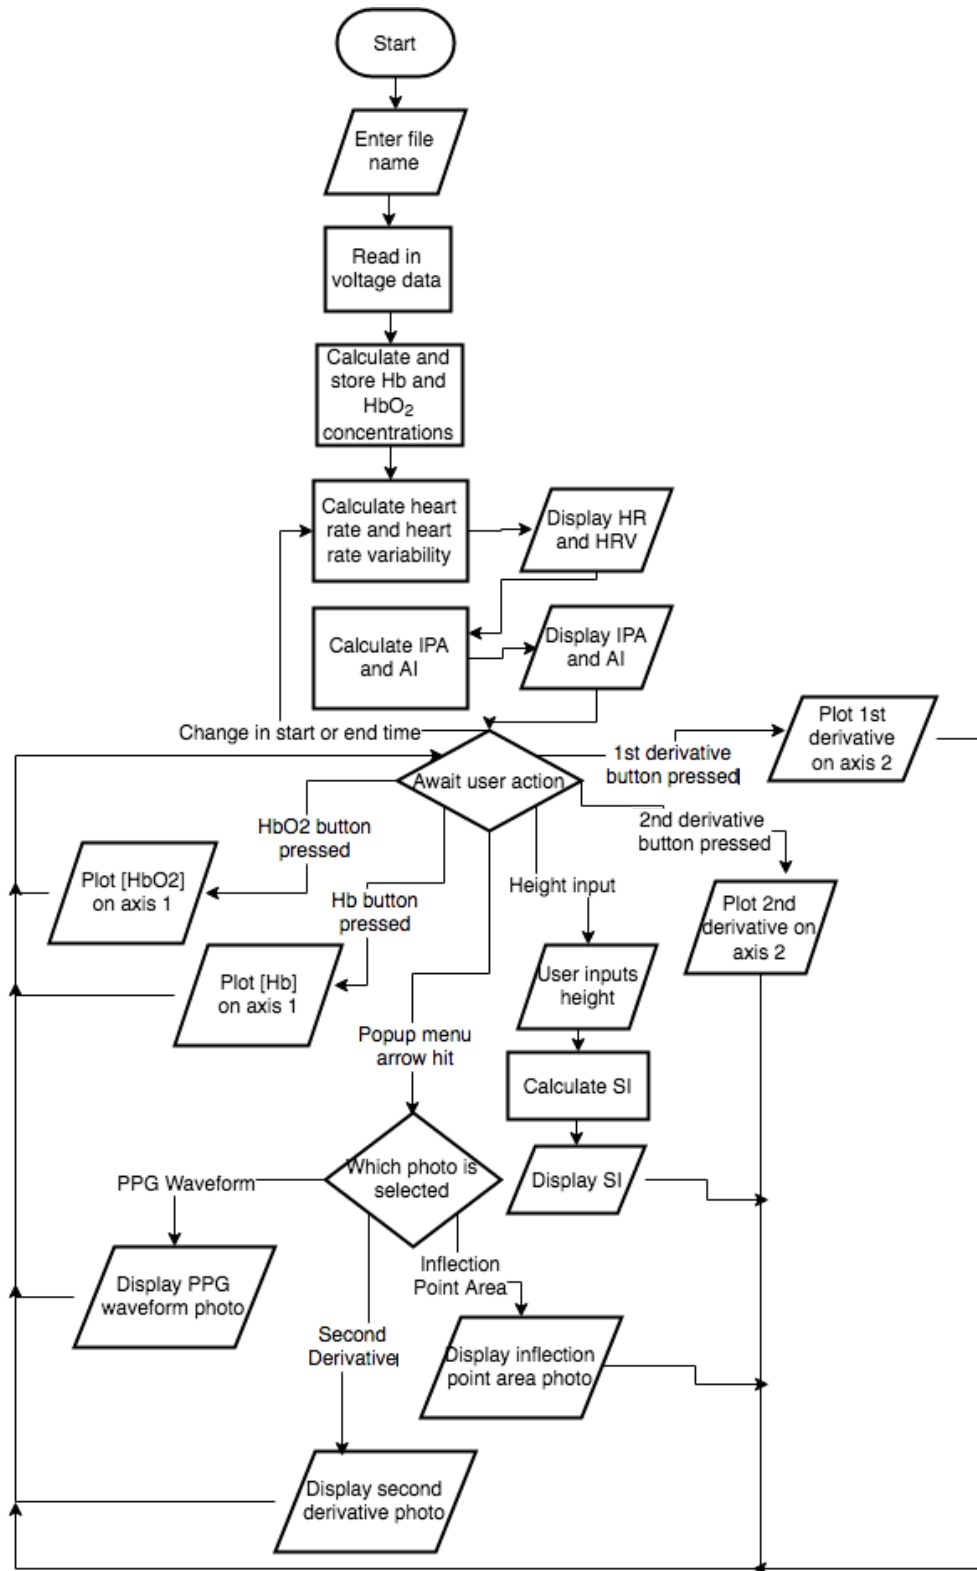 Start
Enter file
name
Read in
voltage data
Calculate and
store Hb and
HbO₂
concentrations
Calculate heart
rate and heart
rate variability
Display HR
and HRV
Calculate IPA
and AI
Display IPA
and AI
Change in start or end time
Await user action
1st derivative
button pressed
Plot 1st
derivative
on axis 2
2nd derivative
button pressed
Plot 2nd
derivative on
axis 2
HbO2 button
pressed
Plot [HbO2]
on axis 1
Hb button
pressed
Plot [Hb]
on axis 1
Height input
User inputs
height
Calculate SI
Display SI
Popup menu
arrow hit
Which photo is
selected
PPG Waveform
Display PPG
waveform photo
Inflection
Point Area
Display inflection
point area photo
Second
Derivative
Display second
derivative photo